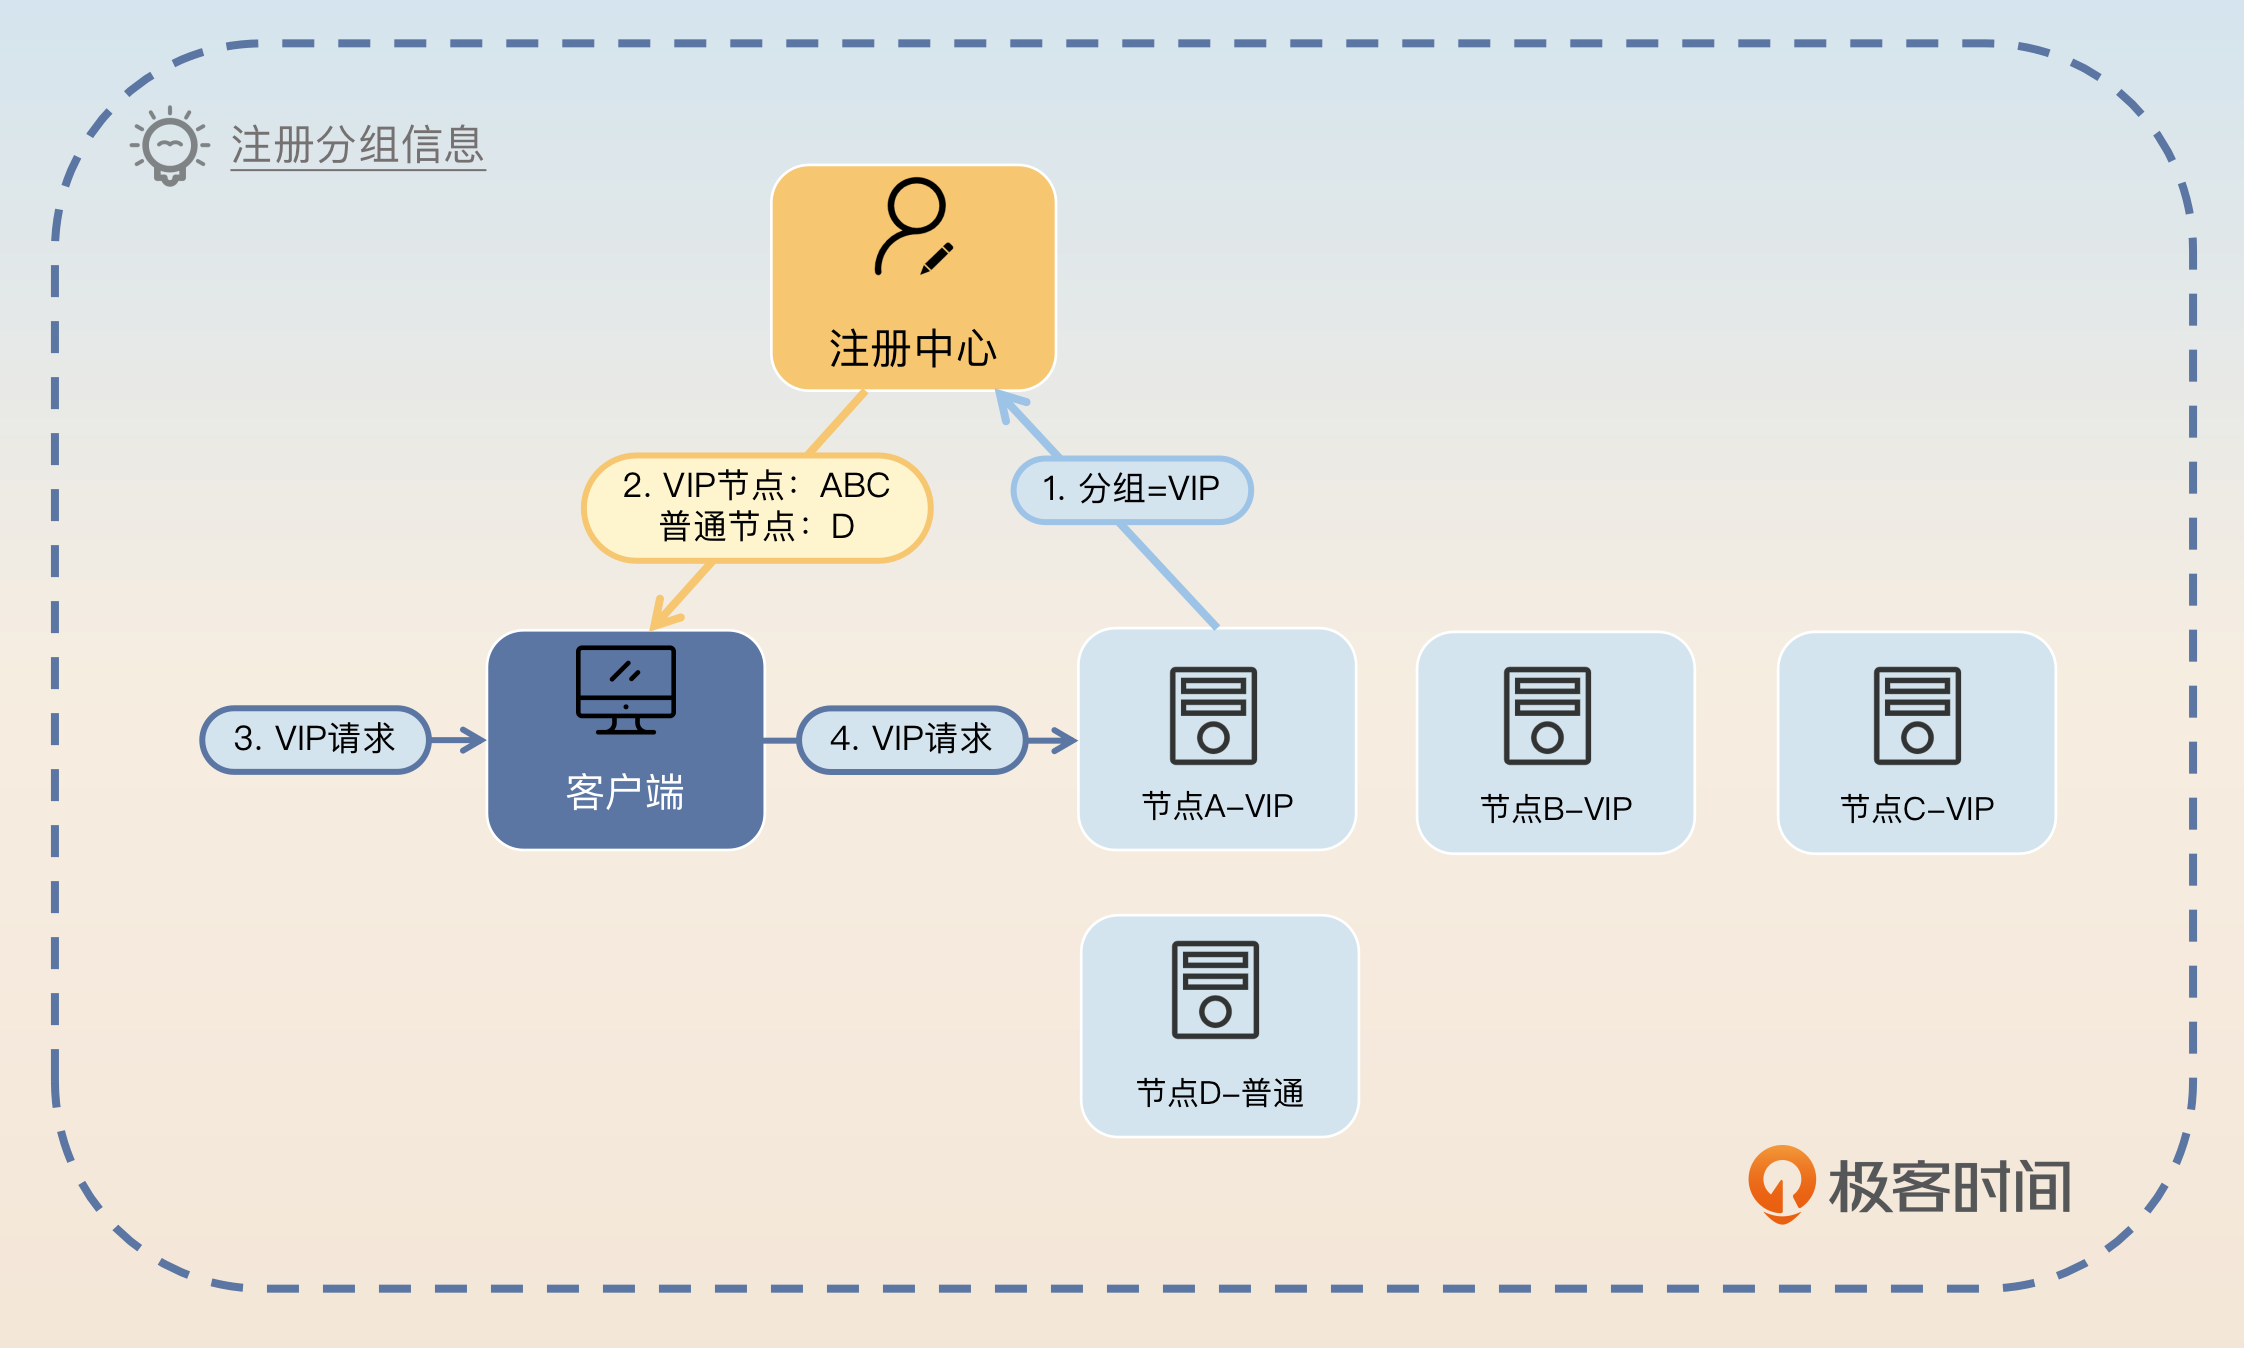 注册分组信息
注册中心
2. VIP节点：ABC
普通节点：D
1. 分组=VIP
3. VIP请求
客户端
4. VIP请求
节点A-VIP
节点B-VIP
节点C-VIP
节点D-普通
极客时间